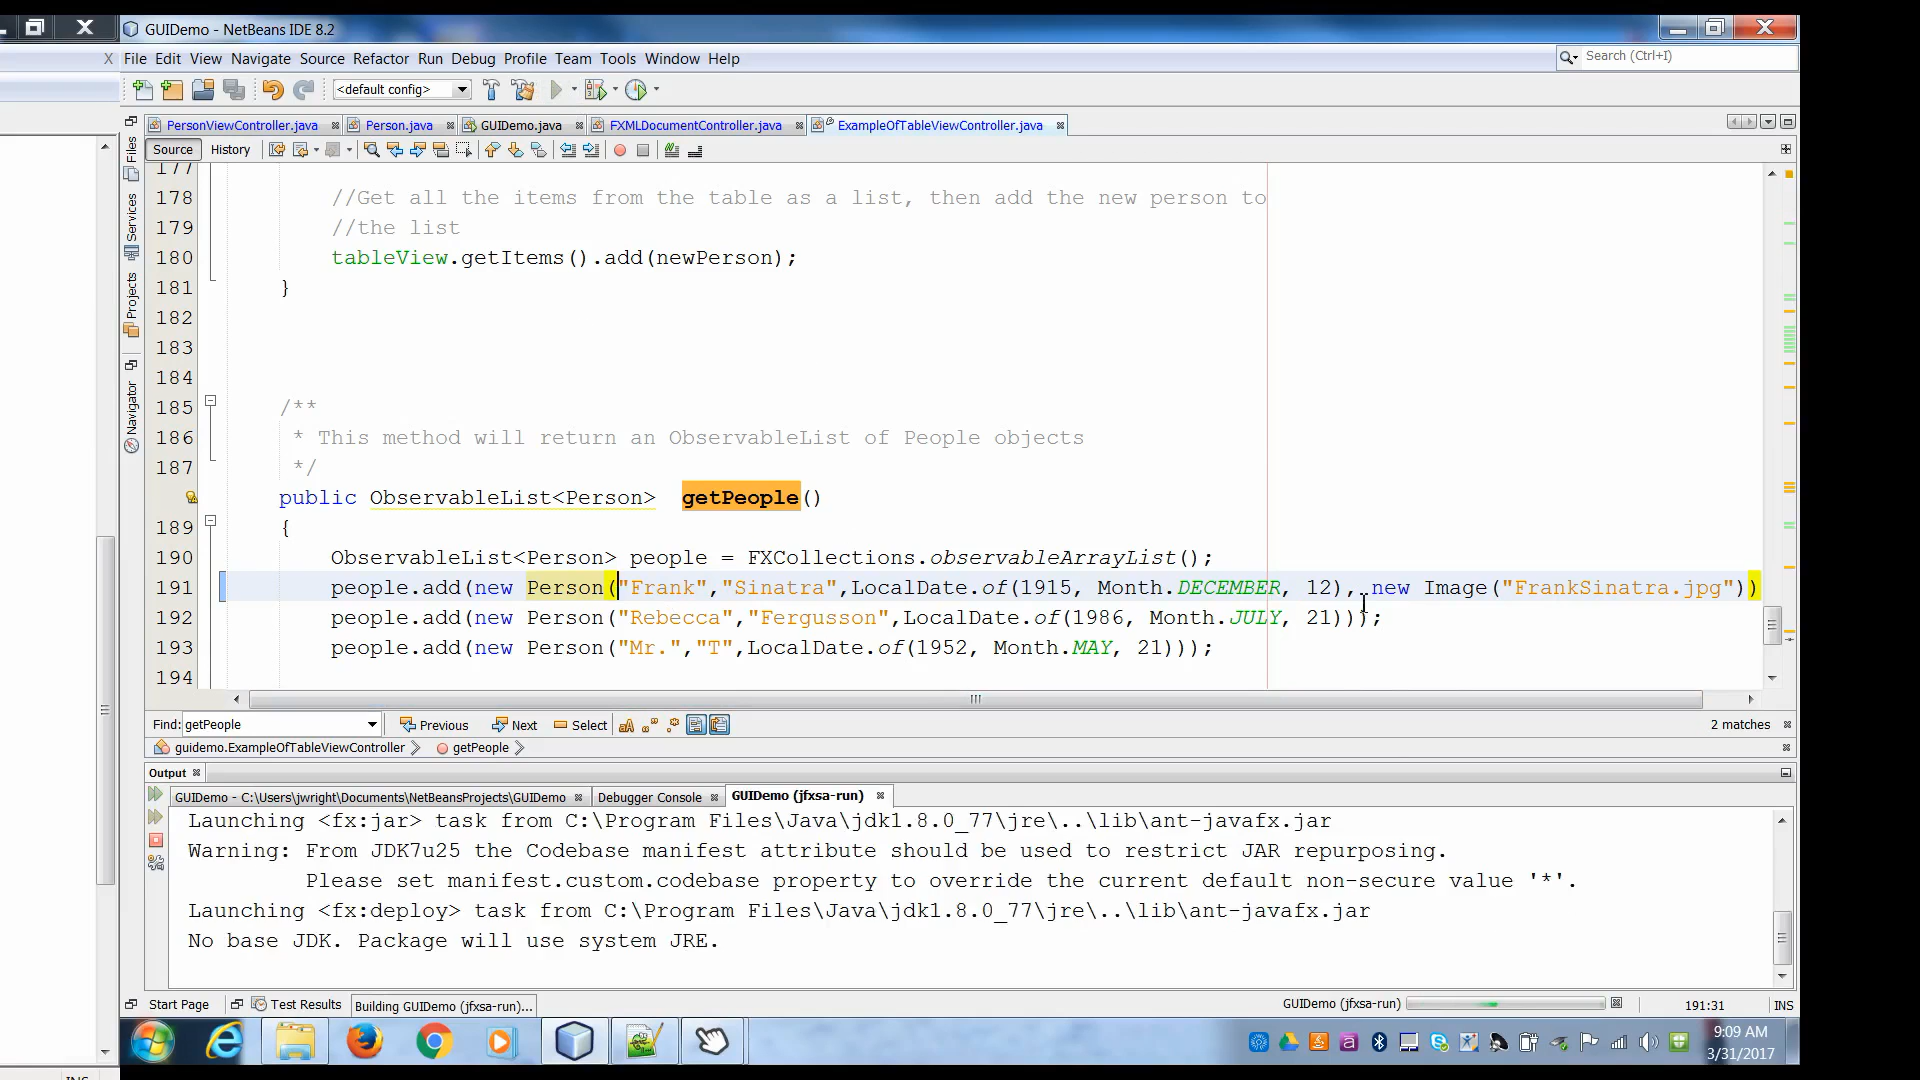 GUIDemo - NetBeans IDE 8.2
X File Edit View Navigate Source Refactor Run Debug Profile Team Tools Window Help
Search (Ctrl+I)
<default config>
PersonViewController.java Person.java GUIDemo.java FXMLDocumentController.java ExampleOfTableViewController.java
Source History
Files
Services
Projects
Navigator
177
178 //Get all the items from the table as a list, then add the new person to
179 //the list
180 tableView.getItems().add(newPerson);
181 }
182
183
184
185 /**
186 * This method will return an ObservableList of People objects
187 */
public ObservableList<Person> getPeople()
189 {
190 ObservableList<Person> people = FXCollections.observableArrayList();
191 people.add(new Person("Frank","Sinatra",LocalDate.of(1915, Month.DECEMBER, 12), new Image("FrankSinatra.jpg"))
192 people.add(new Person("Rebecca","Fergusson",LocalDate.of(1986, Month.JULY, 21)));
193 people.add(new Person("Mr.","T",LocalDate.of(1952, Month.MAY, 21)));
194
Find: getPeople Previous Next Select 2 matches
guidemo.ExampleOfTableViewController getPeople
Output
GUIDemo - C:\Users\jwright\Documents\NetBeansProjects\GUIDemo Debugger Console GUIDemo (jfxsa-run)
Launching <fx:jar> task from C:\Program Files\Java\jdk1.8.0_77\jre\..\lib\ant-javafx.jar
Warning: From JDK7u25 the Codebase manifest attribute should be used to restrict JAR repurposing.
Please set manifest.custom.codebase property to override the current default non-secure value '*'.
Launching <fx:deploy> task from C:\Program Files\Java\jdk1.8.0_77\jre\..\lib\ant-javafx.jar
No base JDK. Package will use system JRE.
Start Page Test Results Building GUIDemo (jfxsa-run)... GUIDemo (jfxsa-run) 191:31 INS
9:09 AM
3/31/2017
INS